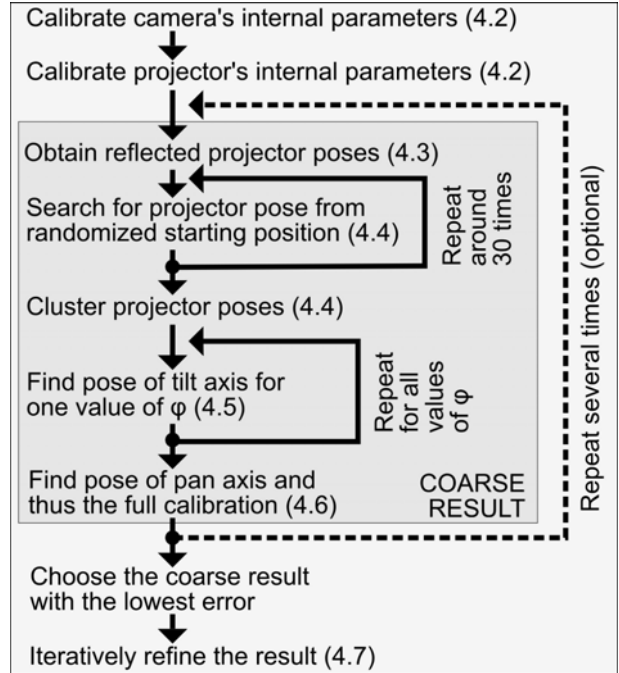 Calibrate camera's internal parameters (4.2)
Calibrate projector's internal parameters (4.2)
Obtain reflected projector poses (4.3)
Search for projector pose from
randomized starting position (4.4)
Repeat
around
30 times
Cluster projector poses (4.4)
Find pose of tilt axis for
one value of φ (4.5)
Repeat
for all
values
of φ
Find pose of pan axis and
thus the full calibration (4.6)
COARSE
RESULT
Repeat several times (optional)
Choose the coarse result
with the lowest error
Iteratively refine the result (4.7)